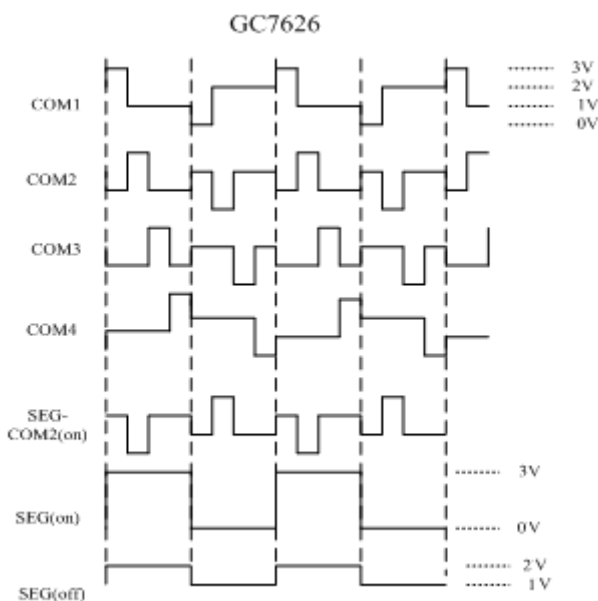 GC7626
3V
2V
COM1
1V
0V
COM2
COM3
COM4
SEG-
COM2(on)
3V
SEG(on)
0V
2V
1V
SEG(off)